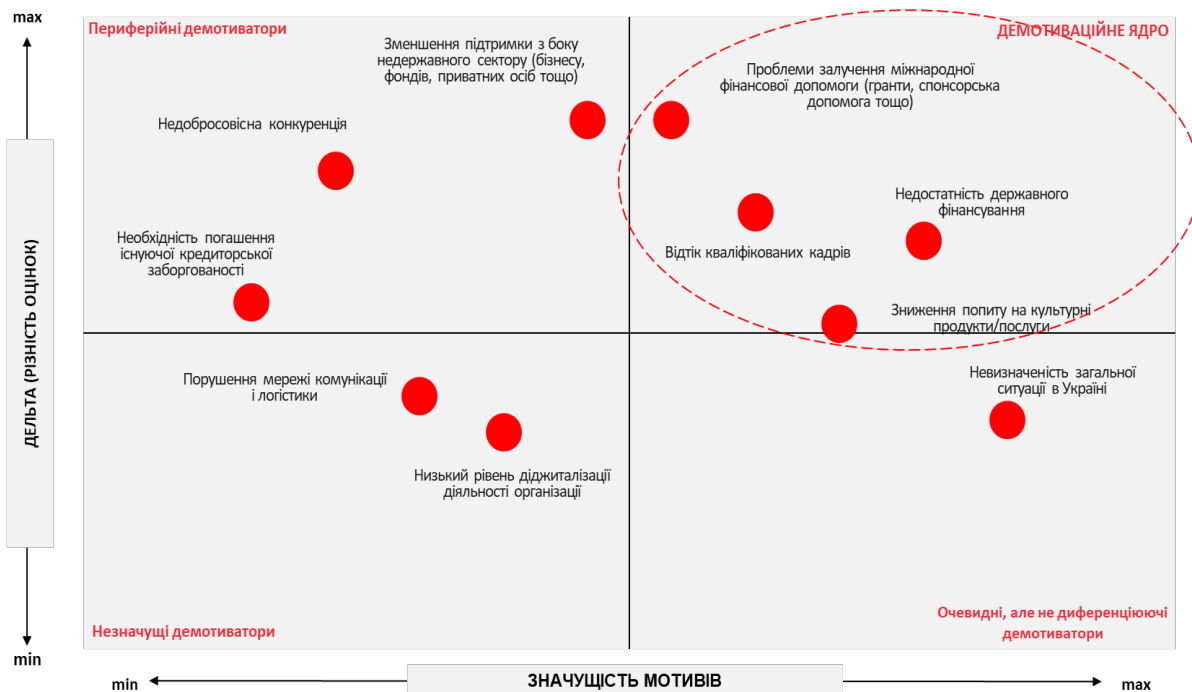 max
Периферійні демотиватори
ДЕМОТИВАЦІЙНЕ ЯДРО
Зменшення підтримки з боку
недержавного сектору (бізнесу,
фондів, приватних осіб тощо)
Проблеми залучення міжнародної
фінансової допомоги (гранти, спонсорська
допомога тощо)
Недобросовісна конкуренція
Недостатність державного
фінансування
Необхідність погашення
існуючої кредиторської
заборгованості
Відтік кваліфікованих кадрів
Зниження попиту на культурні
продукти/послуги
ДЕЛЬТА (РІЗНІСТЬ ОЦІНОК)
Порушення мережі комунікації
і логістики
Невизначеність загальної
ситуації в Україні
Низький рівень діджиталізації
діяльності організації
Незначущі демотиватори
Очевидні, але не диференціюючі
демотиватори
min
min
ЗНАЧУЩІСТЬ МОТИВІВ
max